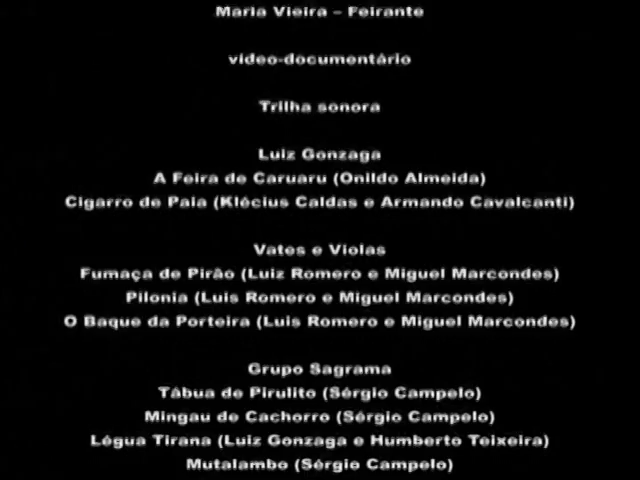 Maria Vieira – Feirante
video-documentário
Trilha sonora
Luiz Gonzaga
A Feira de Caruaru (Onildo Almeida)
Cigarro de Paia (Klécius Caldas e Armando Cavalcanti)
Vates e Violas
Fumaça de Pirão (Luiz Romero e Miguel Marcondes)
Pilonia (Luis Romero e Miguel Marcondes)
O Baque da Porteira (Luis Romero e Miguel Marcondes)
Grupo Sagrama
Tábua de Pirulito (Sérgio Campelo)
Mingau de Cachorro (Sérgio Campelo)
Légua Tirana (Luiz Gonzaga e Humberto Teixeira)
Mutalambo (Sérgio Campelo)